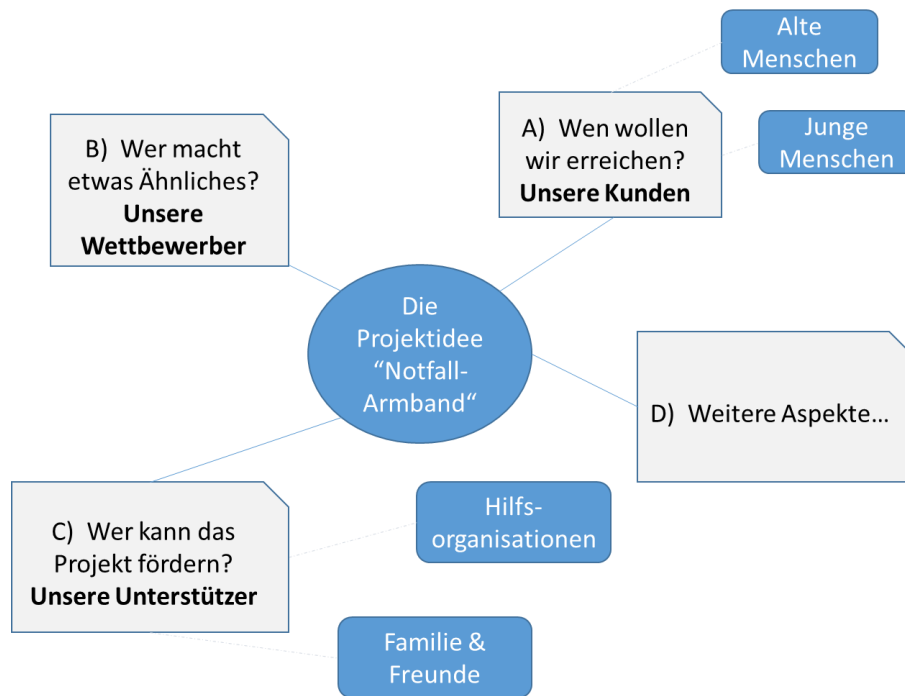 Alte
Menschen
A) Wen wollen
wir erreichen?
Unsere Kunden
Junge
Menschen
B) Wer macht
etwas Ähnliches?
Unsere
Wettbewerber
Die
Projektidee
“Notfall-
Armband“
D) Weitere Aspekte…
C) Wer kann das
Projekt fördern?
Unsere Unterstützer
Hilfs-
organisationen
Familie &
Freunde